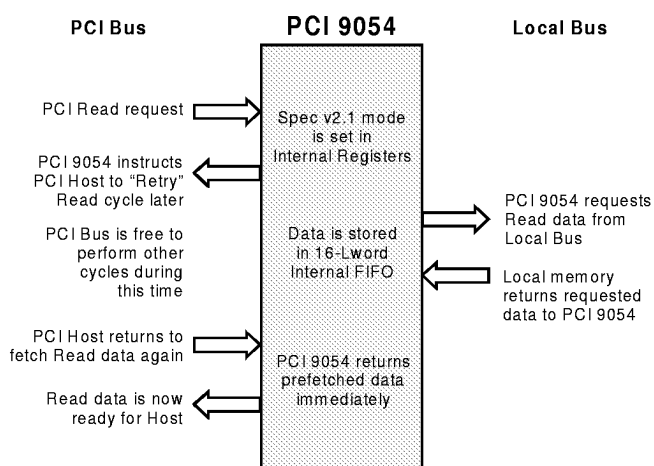 PCI Bus
PCI 9054
Local Bus
PCI Read request
Spec v2.1 mode
is set in
Internal Registers
PCI 9054 instructs
PCI Host to “Retry”
Read cycle later
PCI 9054 requests
Read data from
Local Bus
PCI Bus is free to
perform other
cycles during
this time
Data is stored
in 16-Lword
Internal FIFO
Local memory
returns requested
data to PCI 9054
PCI Host returns to
fetch Read data again
PCI 9054 returns
prefetched data
immediately
Read data is now
ready for Host